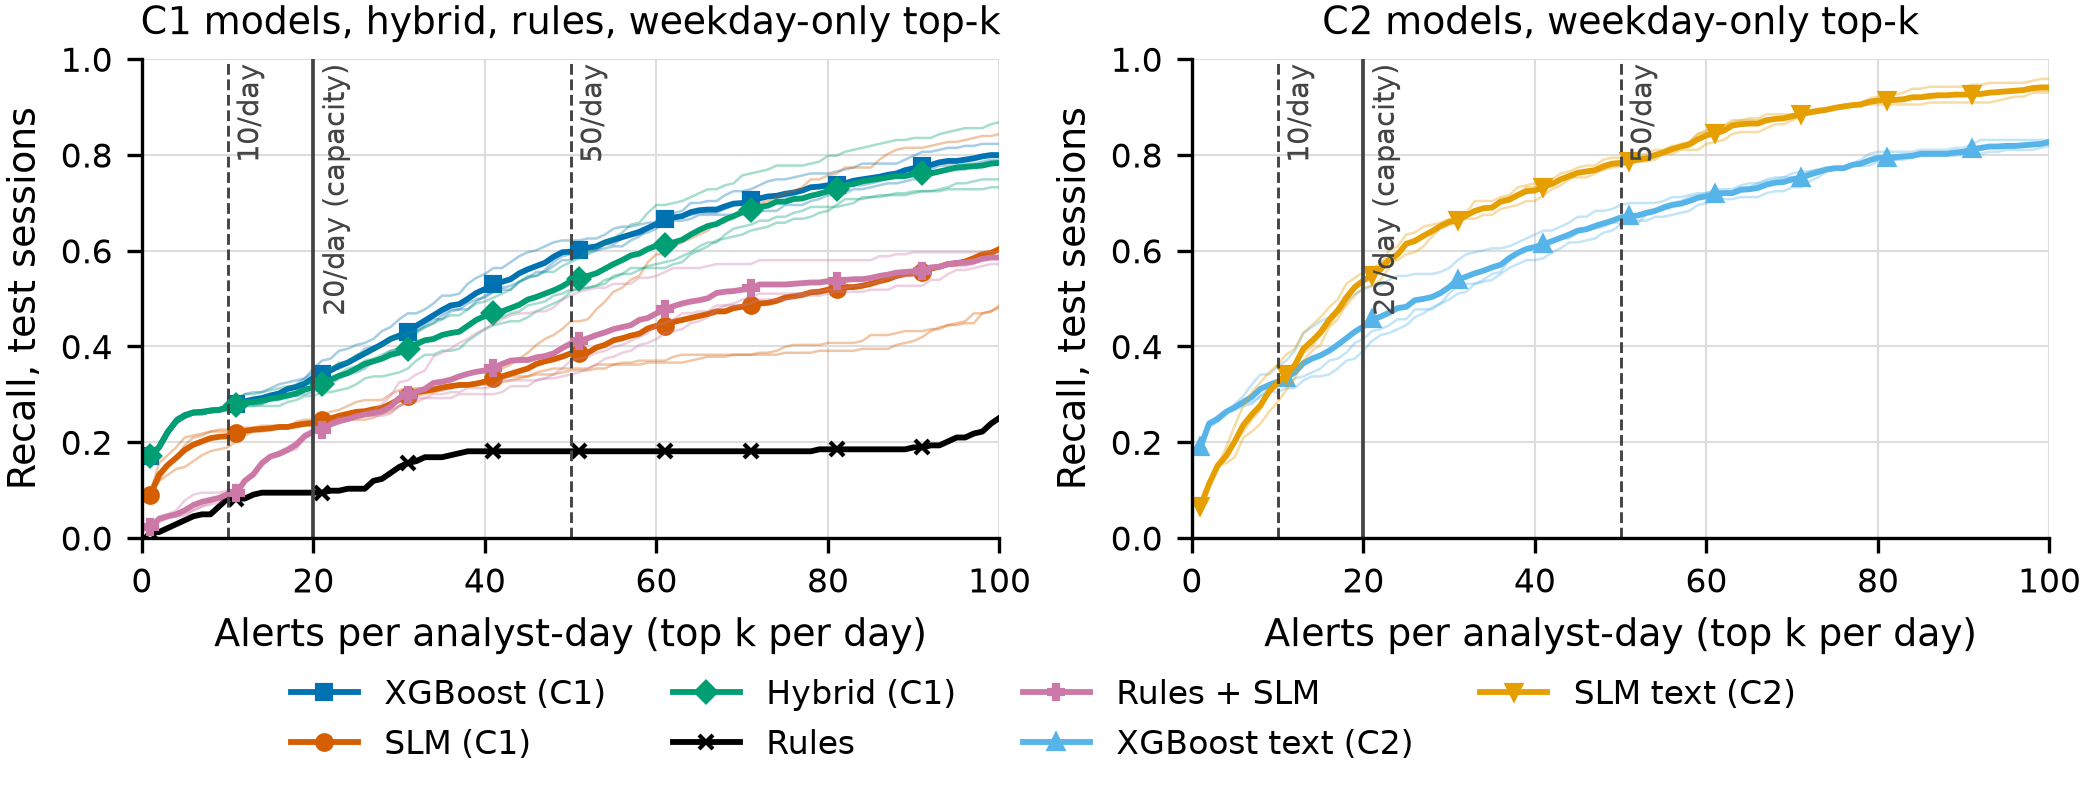 C1 models, hybrid, rules, weekday-only top-k
Recall, test sessions
1.0
0.8
0.6
0.4
0.2
0.0
10/day
20/day (capacity)
50/day
0 20 40 60 80 100
Alerts per analyst-day (top k per day)
C2 models, weekday-only top-k
Recall, test sessions
1.0
0.8
0.6
0.4
0.2
0.0
10/day
20/day (capacity)
50/day
0 20 40 60 80 100
Alerts per analyst-day (top k per day)
XGBoost (C1) Hybrid (C1) Rules + SLM SLM text (C2)
SLM (C1) Rules XGBoost text (C2)